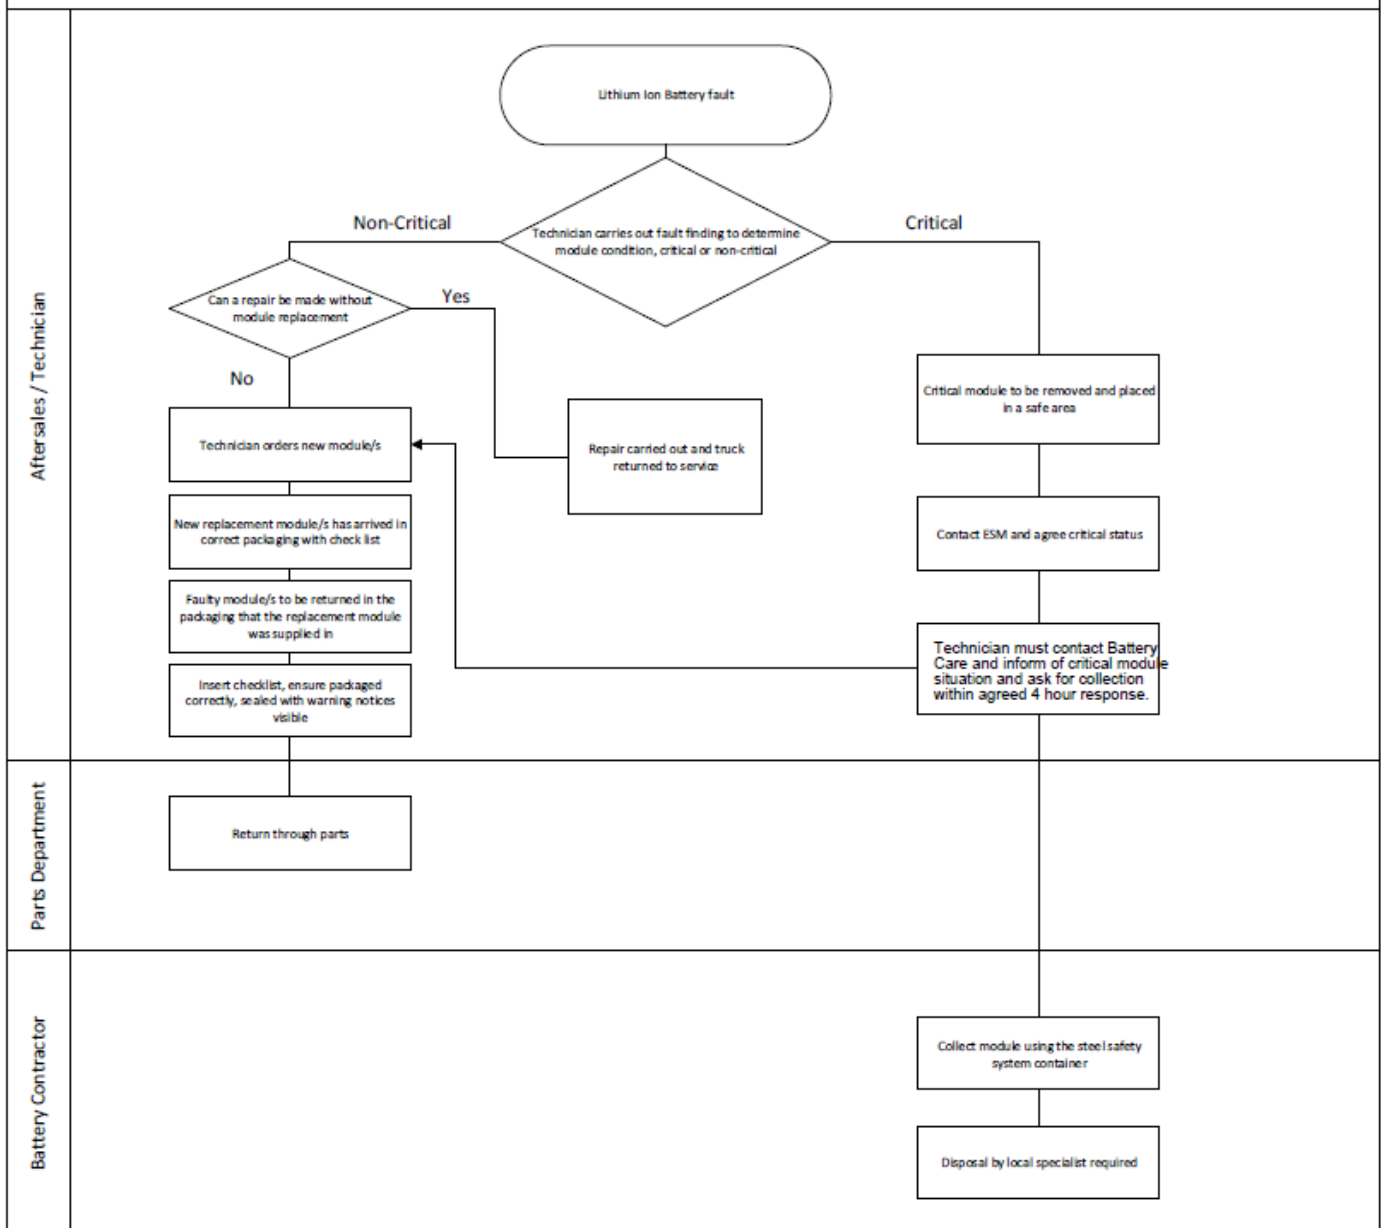 Aftersales / Technician
Lithium Ion Battery fault
Technician carries out fault finding to determine
module condition, critical or non-critical
Non-Critical
Critical
Can a repair be made without
module replacement
Yes
No
Technician orders new module/s
New replacement module/s has arrived in
correct packaging with check list
Faulty module/s to be returned in the
packaging that the replacement module
was supplied in
Insert checklist, ensure packaged
correctly, sealed with warning notices
visible
Repair carried out and truck
returned to service
Critical module to be removed and placed
in a safe area
Contact ESM and agree critical status
Technician must contact Battery
Care and inform of critical module
situation and ask for collection
within agreed 4 hour response.
Parts Department
Return through parts
Battery Contractor
Collect module using the steel safety
system container
Disposal by local specialist required